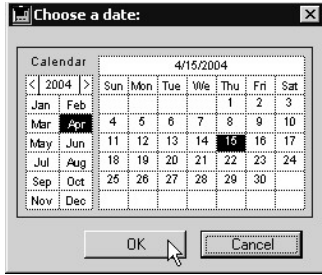 Choose a date:
Calendar
4/15/2004
< 2004 >
Sun Mon Tue We Thu Fri Sat
Jan Feb
1 2 3
Mar Apr
4 5 6 7 8 9 10
May Jun
11 12 13 14 15 16 17
Jul Aug
18 19 20 21 22 23 24
Sep Oct
25 26 27 28 29 30
Nov Dec
OK Cancel